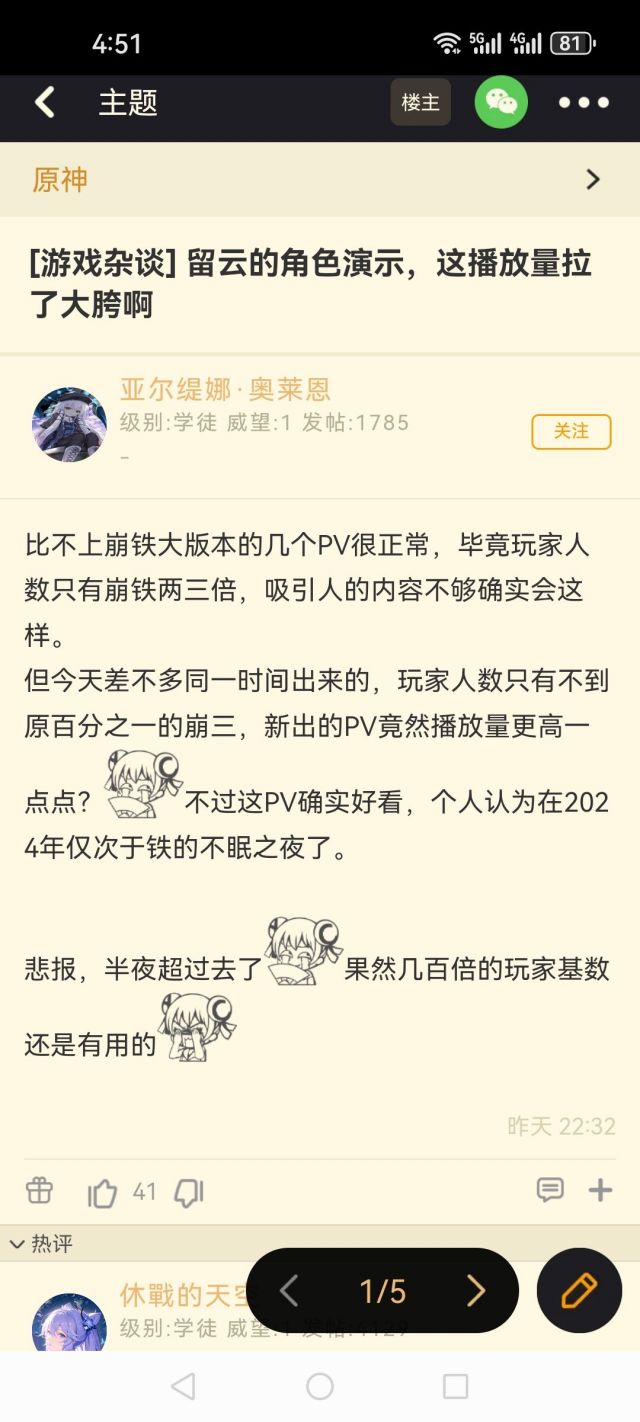 4:51
5G 4G 81
主题
楼主
原神
[游戏杂谈] 留云的角色演示，这播放量拉
了大胯啊
亚尔缇娜·奥莱恩
级别:学徒 威望:1 发帖:1785
-
关注
比不上崩铁大版本的几个PV很正常，毕竟玩家人
数只有崩铁两三倍，吸引人的内容不够确实会这
样。
但今天差不多同一时间出来的，玩家人数只有不到
原百分之一的崩三，新出的PV竟然播放量更高一
点点？不过这PV确实好看，个人认为在202
4年仅次于铁的不眠之夜了。
悲报，半夜超过去了果然几百倍的玩家基数
还是有用的
昨天 22:32
41
热评
休戰的天空
级别:学徒 威望:1 发帖:4129
1/5